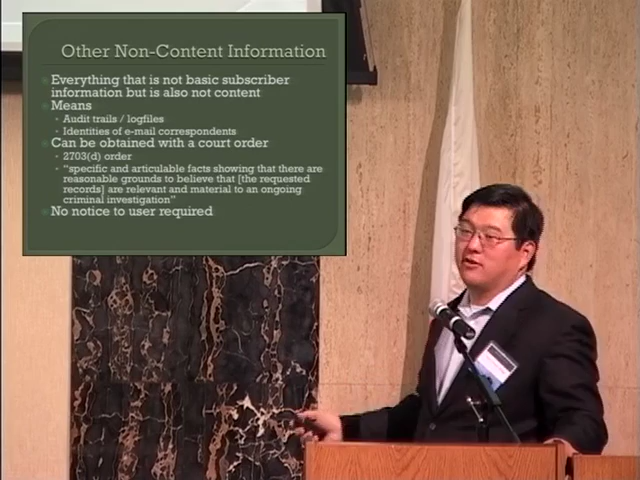 Other Non-Content Information
Everything that is not basic subscriber
information but is also not content
Means
Audit trails / logfiles
Identities of e-mail correspondents
Can be obtained with a court order
2703(d) order
"specific and articulable facts showing that there are
reasonable grounds to believe that [the requested
records] are relevant and material to an ongoing
criminal investigation"
No notice to user required